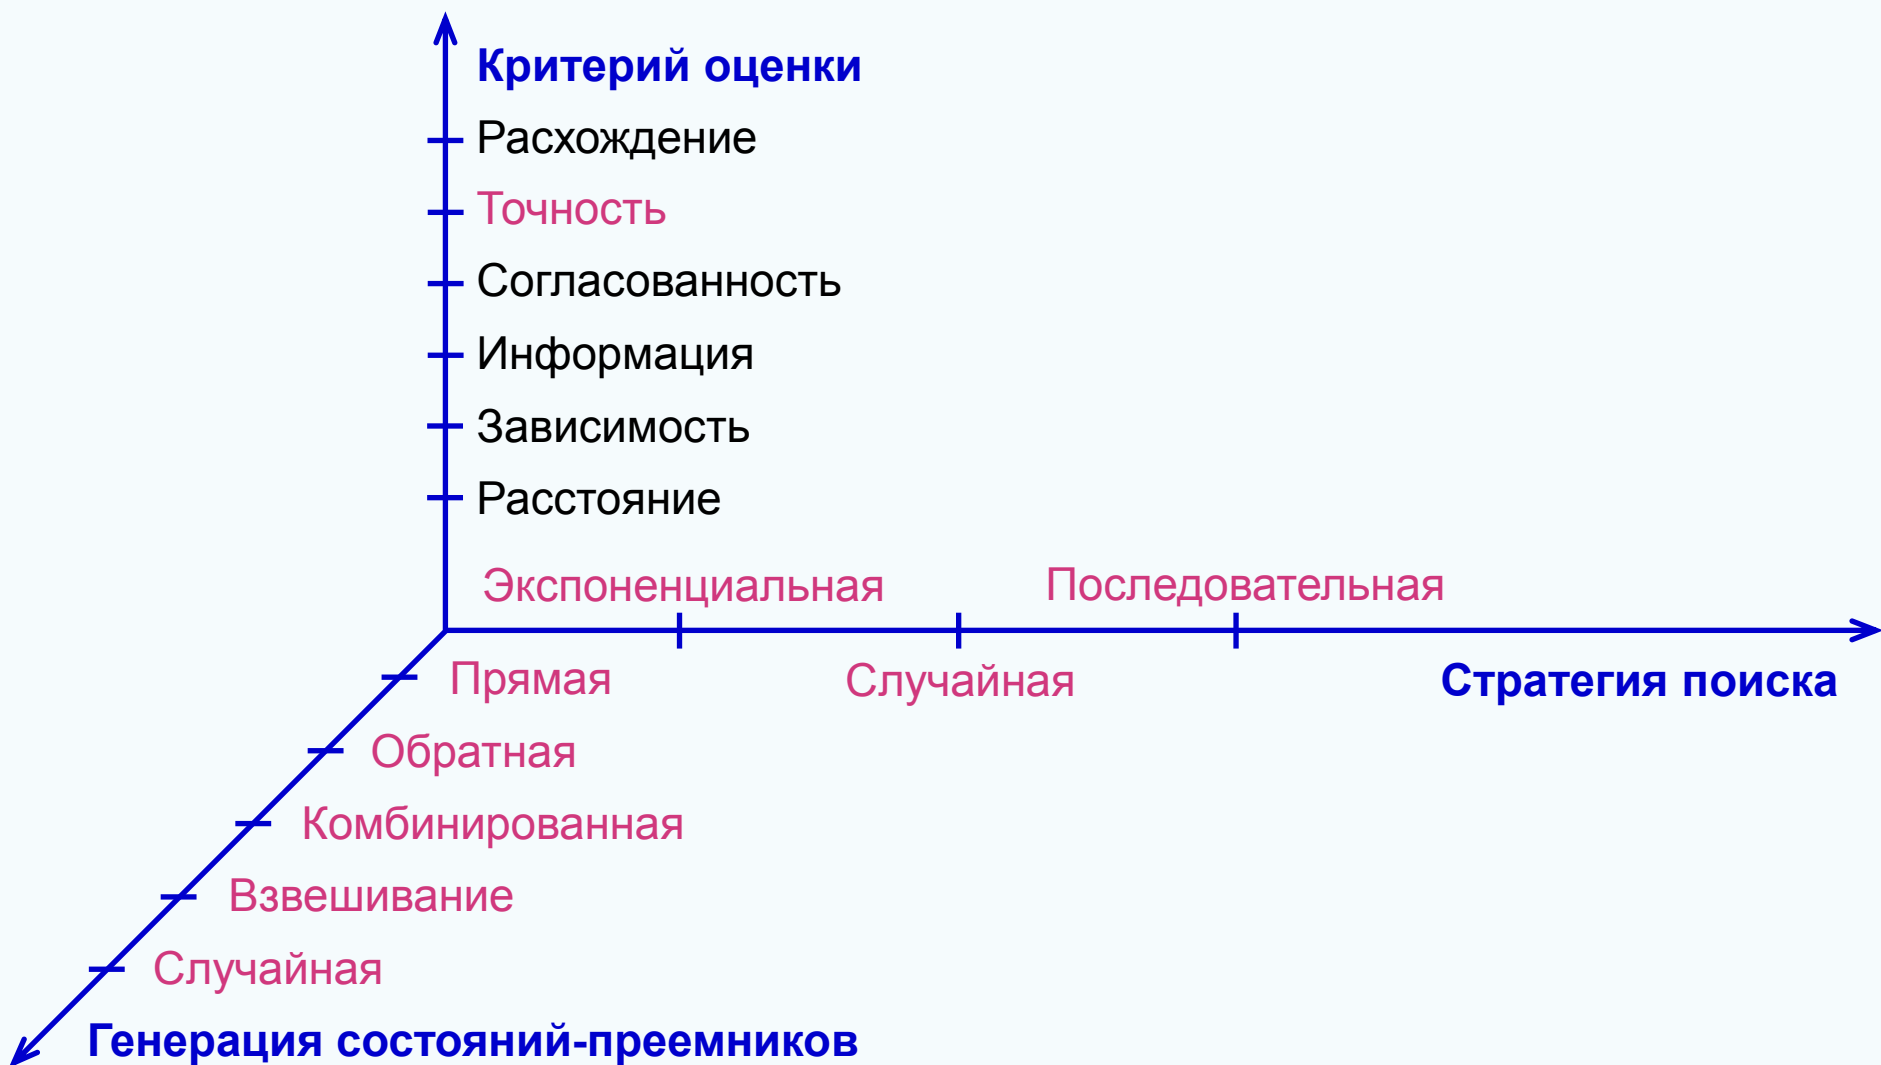 Критерий оценки
Расхождение
Точность
Согласованность
Информация
Зависимость
Расстояние
Экспоненциальная
Последовательная
Прямая
Случайная
Стратегия поиска
Обратная
Комбинированная
Взвешивание
Случайная
Генерация состояний-преемников